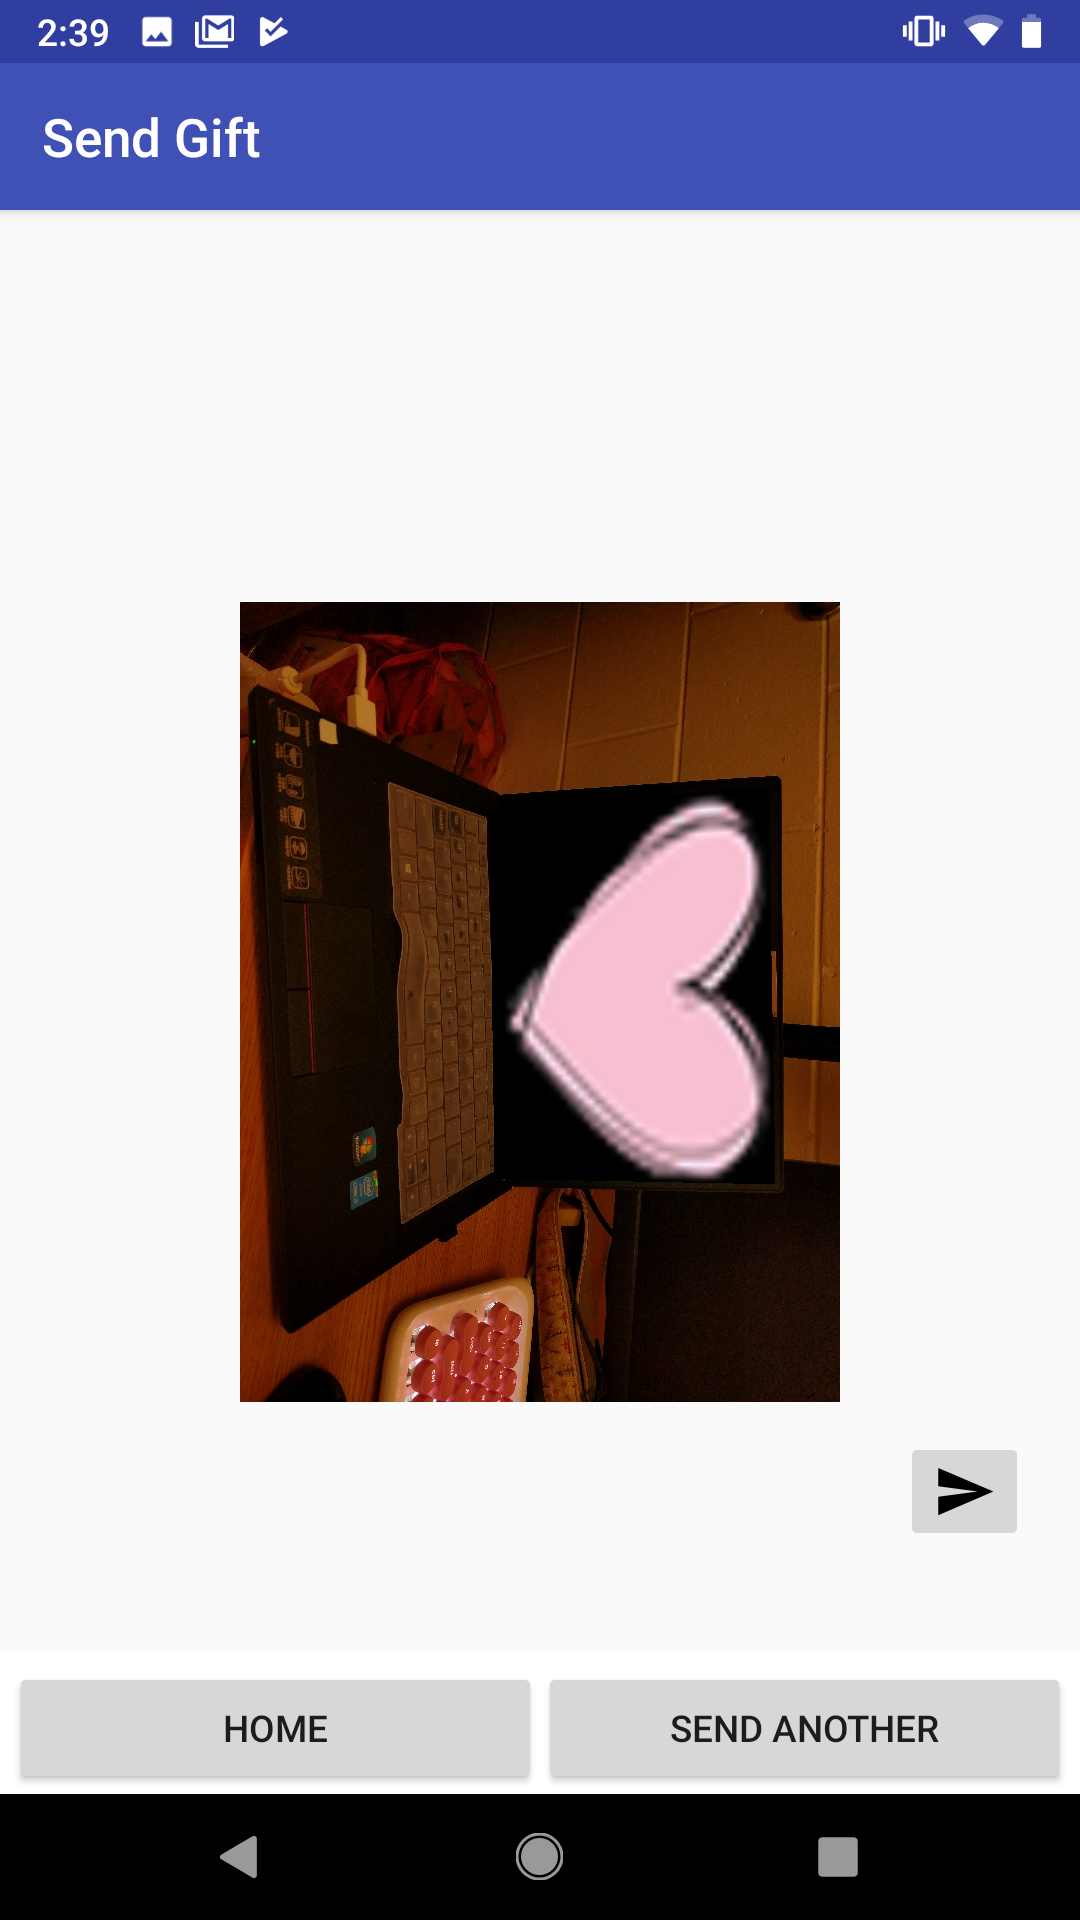 2:39
Send Gift
HOME
SEND ANOTHER